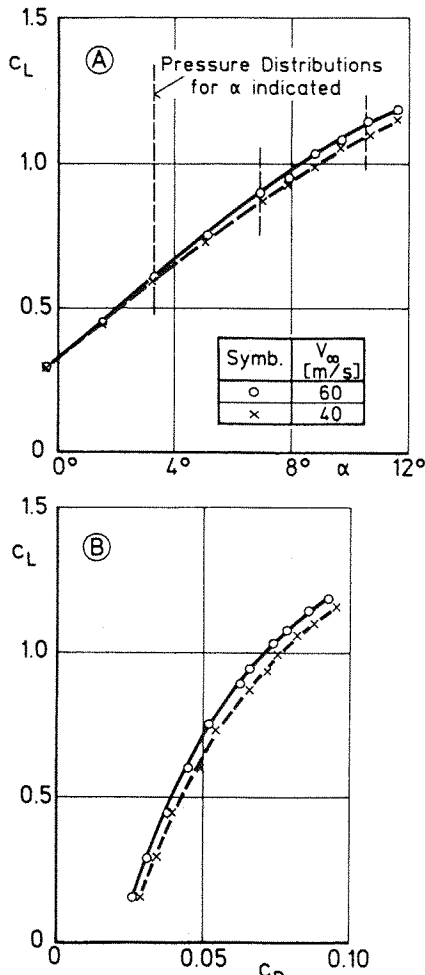 1.5
C_L
Ⓐ
Pressure Distributions
for α indicated
1.0
0.5
Symb. V∞ [m/s]
○ 60
× 40
0
0° 4° 8° α 12°
1.5
C_L
Ⓑ
1.0
0.5
0
0 0.05 0.10